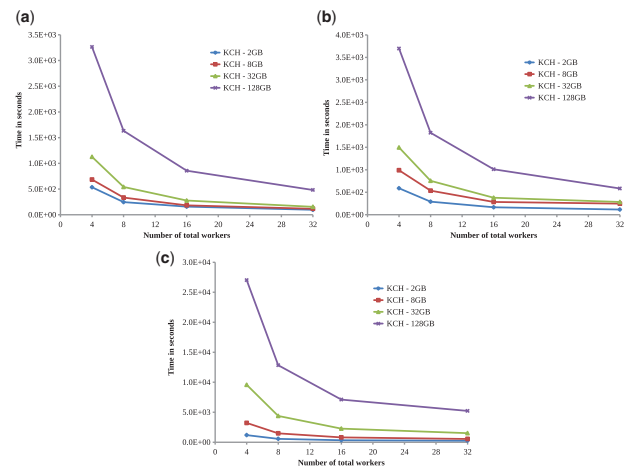 (a)
3.5E+03
3.0E+03
2.5E+03
2.0E+03
1.5E+03
1.0E+03
5.0E+02
0.0E+00
Time in seconds
KCH - 2GB
KCH - 8GB
KCH - 32GB
KCH - 128GB
0 4 8 12 16 20 24 28 32
Number of total workers
(b)
4.0E+03
3.5E+03
3.0E+03
2.5E+03
2.0E+03
1.5E+03
1.0E+03
5.0E+02
0.0E+00
Time in seconds
KCH - 2GB
KCH - 8GB
KCH - 32GB
KCH - 128GB
0 4 8 12 16 20 24 28 32
Number of total workers
(c)
3.0E+04
2.5E+04
2.0E+04
1.5E+04
1.0E+04
5.0E+03
0.0E+00
Time in seconds
KCH - 2GB
KCH - 8GB
KCH - 32GB
KCH - 128GB
0 4 8 12 16 20 24 28 32
Number of total workers